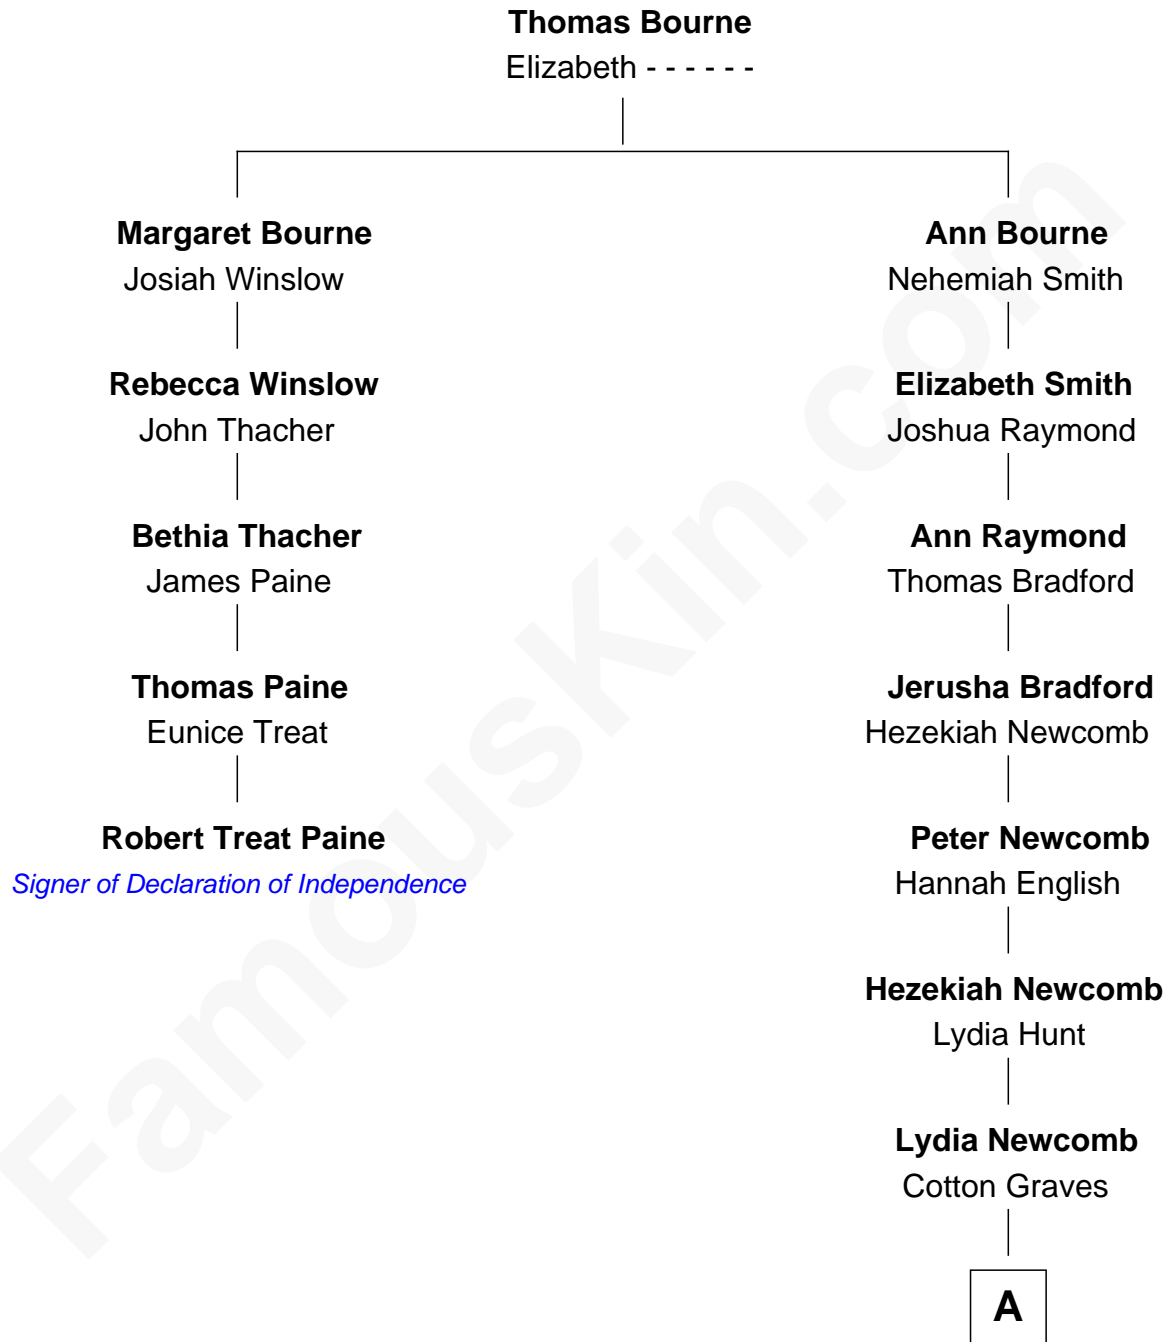 Thomas Bourne
Elizabeth - - - - - -
Margaret Bourne
Josiah Winslow
Ann Bourne
Nehemiah Smith
Rebecca Winslow
John Thacher
Elizabeth Smith
Joshua Raymond
Bethia Thacher
James Paine
Ann Raymond
Thomas Bradford
Thomas Paine
Eunice Treat
Jerusha Bradford
Hezekiah Newcomb
Robert Treat Paine
Signer of Declaration of Independence
Peter Newcomb
Hannah English
Hezekiah Newcomb
Lydia Hunt
Lydia Newcomb
Cotton Graves
A
FamousKin.com